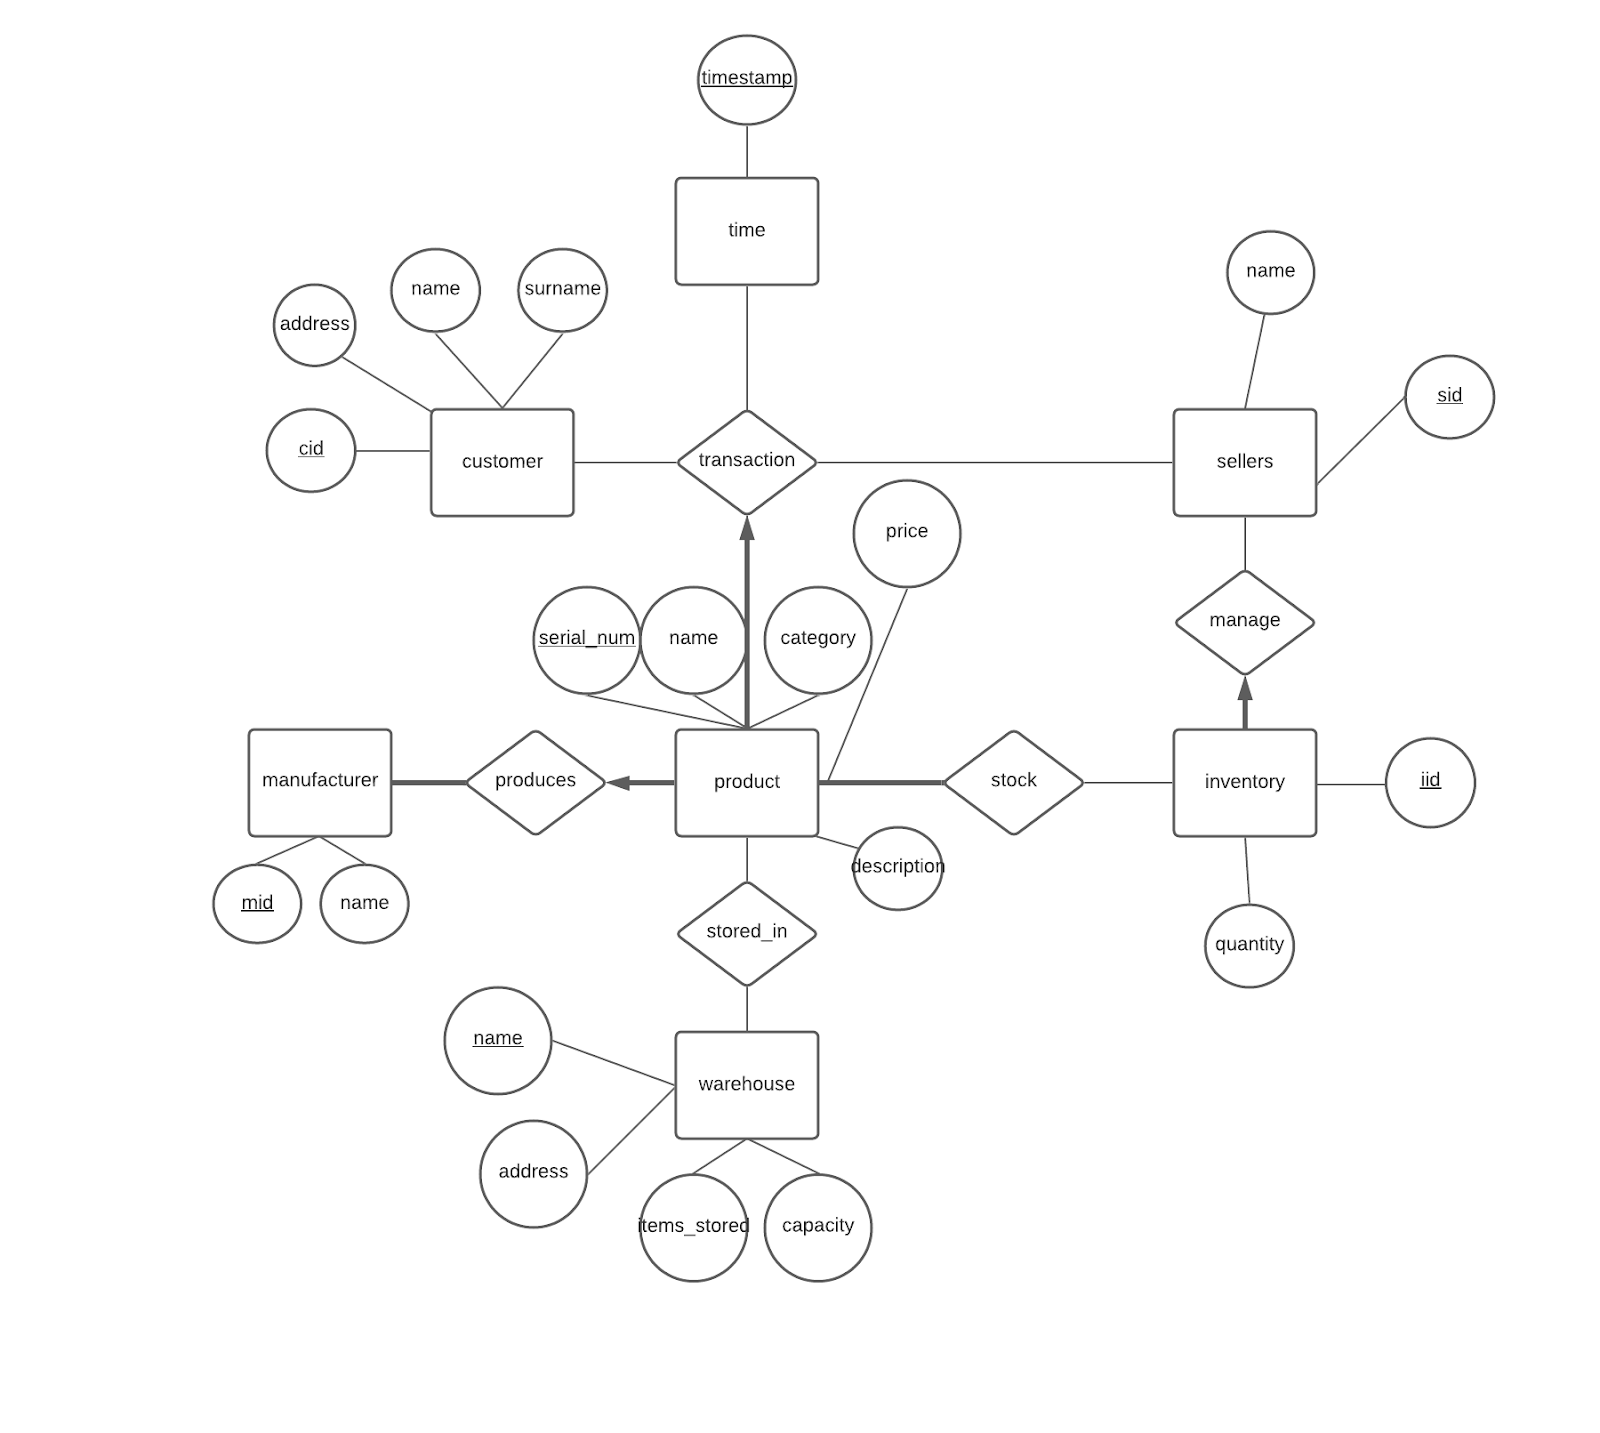 timestamp
time
name
name
surname
address
sid
cid
customer
transaction
sellers
price
manage
serial_num
name
category
manufacturer
produces
product
stock
inventory
iid
description
mid
name
stored_in
quantity
name
warehouse
address
items_stored
capacity